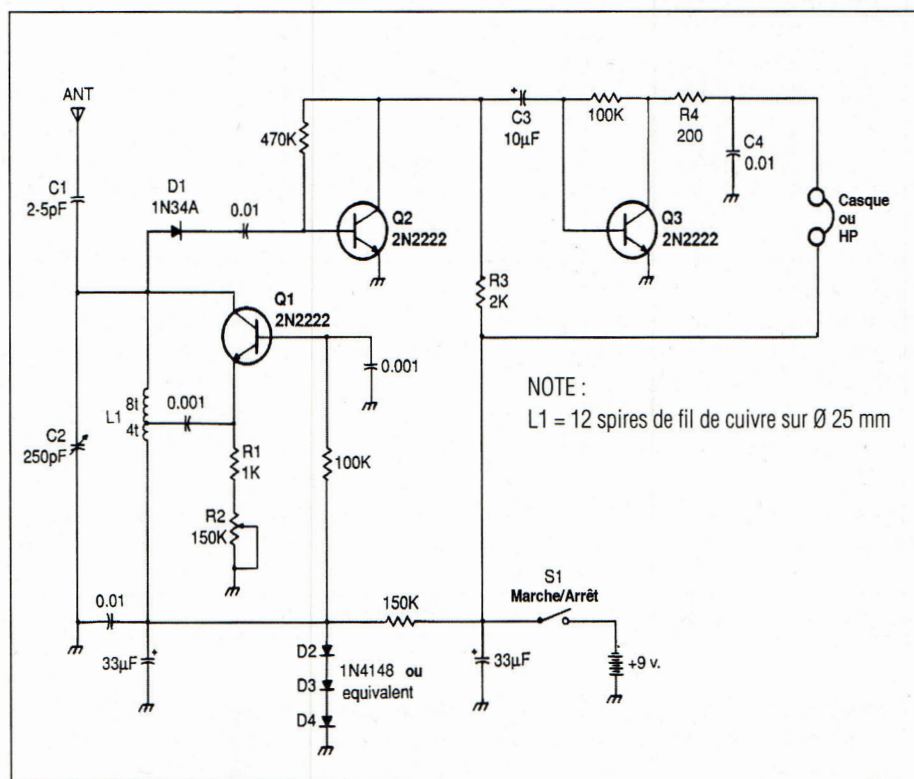 ANT
C1
2-5pF
D1
1N34A
0.01
470K
Q2
2N2222
+
C3
10µF
100K
R4
200
C4
0.01
Q3
2N2222
Casque
ou
HP
R3
2K
Q1
2N2222
0.001
8t
L1
4t
0.001
C2
250pF
R1
1K
100K
R2
150K
NOTE :
L1 = 12 spires de fil de cuivre sur Ø 25 mm
0.01
33µF
+
D2
D3
D4
1N4148 ou
equivalent
150K
+
33µF
S1
Marche/Arrêt
+9 v.